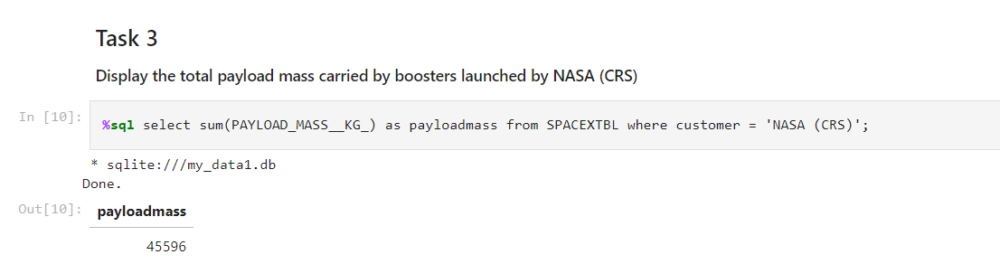 Task 3
Display the total payload mass carried by boosters launched by NASA (CRS)
In [10]: %sql select sum(PAYLOAD_MASS__KG_) as payloadmass from SPACEXTBL where customer = 'NASA (CRS)';
* sqlite:///my_data1.db
Done.
Out[10]: payloadmass
45596